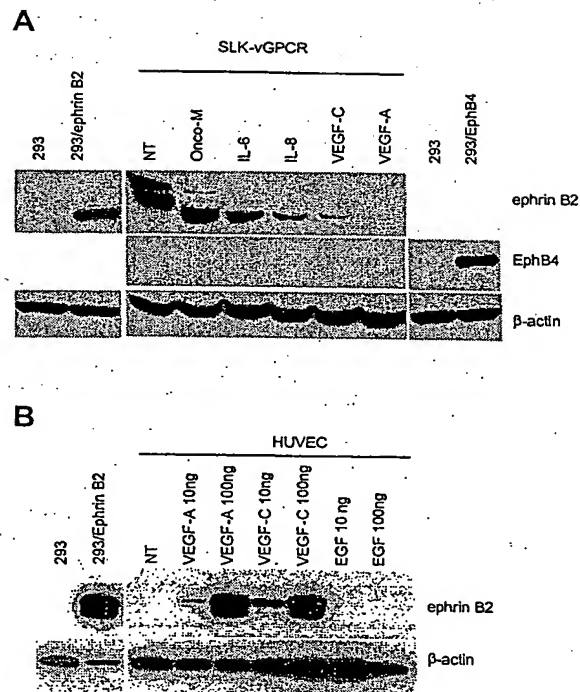 A
SLK-vGPCR
293
293/ephrin B2
NT
Onco-M
IL-6
IL-8
VEGF-C
VEGF-A
293
293/EphB4
ephrin B2
EphB4
β-actin
B
HUVEC
293
293/Ephrin B2
NT
VEGF-A 10ng
VEGF-A 100ng
VEGF-C 10ng
VEGF-C 100ng
EGF 10 ng
EGF 100ng
ephrin B2
β-actin